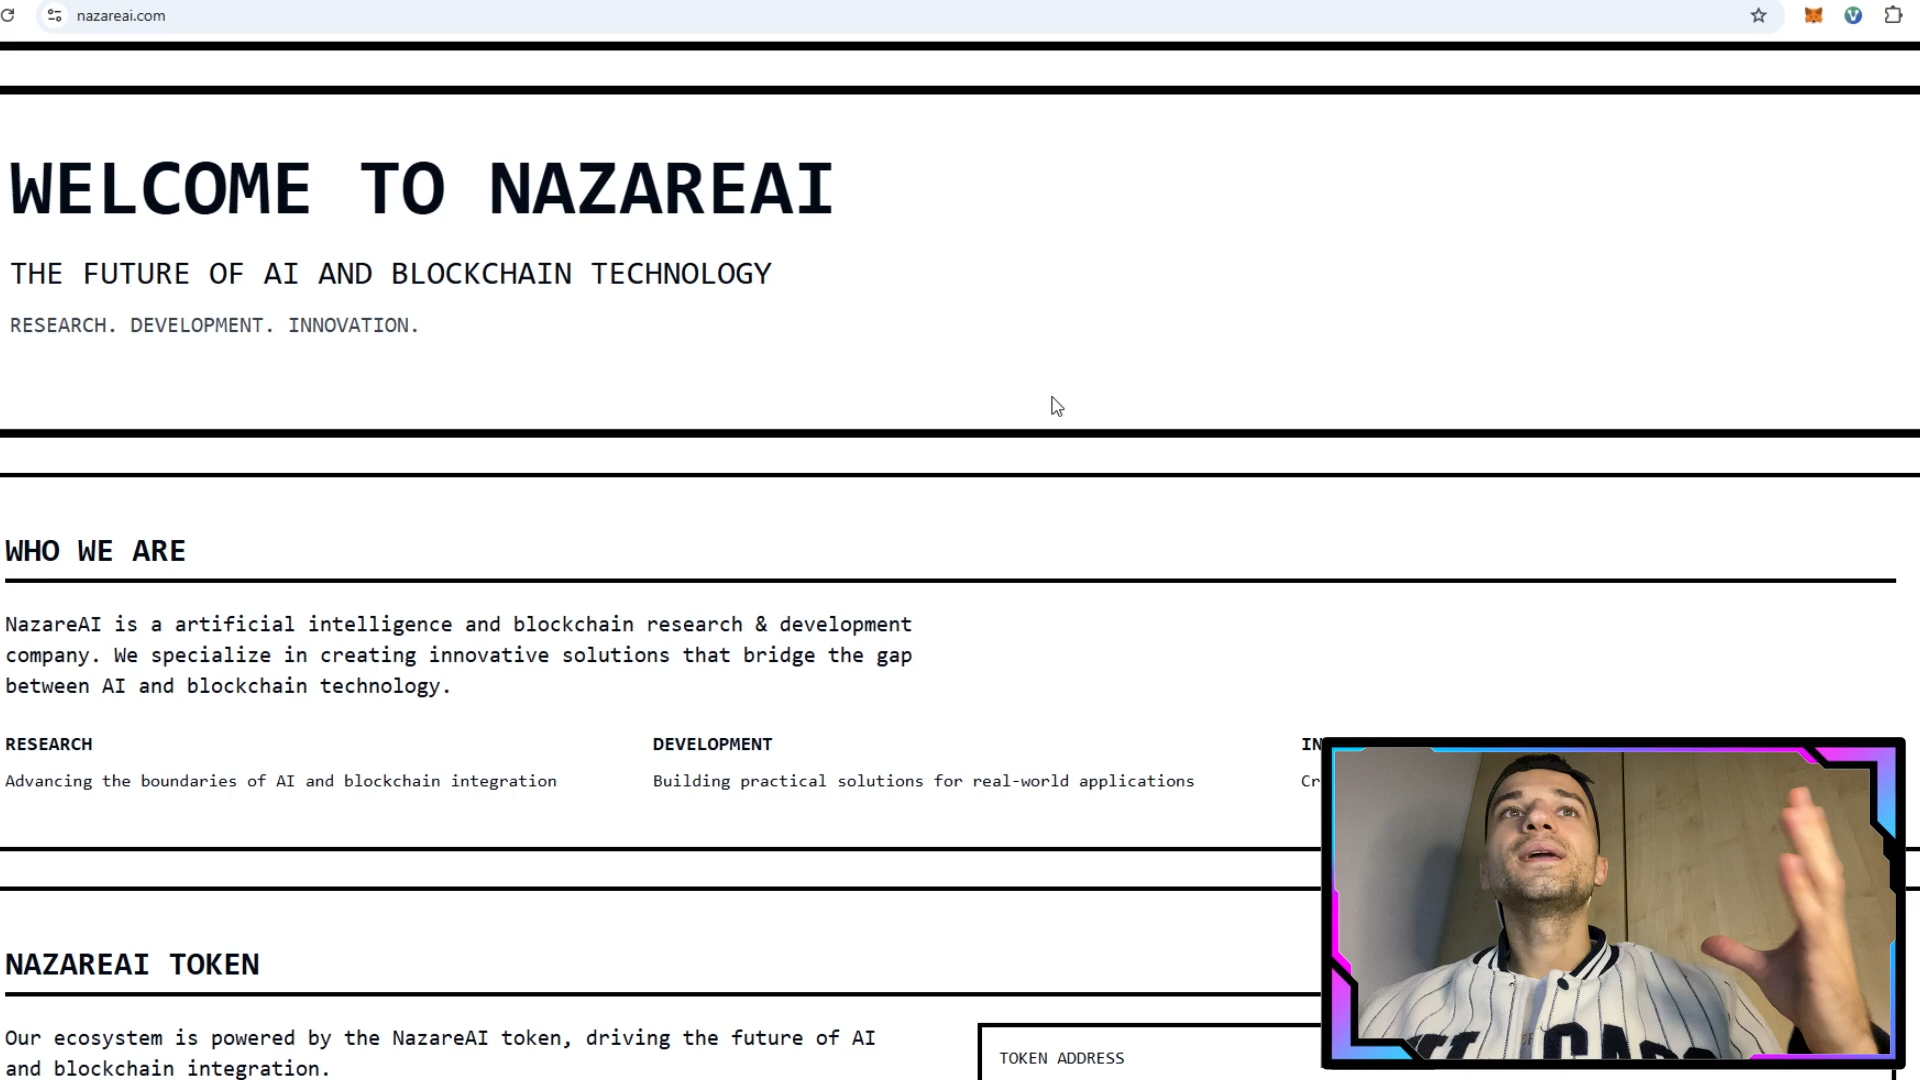 nazareai.com
WELCOME TO NAZAREAI
THE FUTURE OF AI AND BLOCKCHAIN TECHNOLOGY
RESEARCH. DEVELOPMENT. INNOVATION.
WHO WE ARE
NazareAI is a artificial intelligence and blockchain research & development
company. We specialize in creating innovative solutions that bridge the gap
between AI and blockchain technology.
RESEARCH
Advancing the boundaries of AI and blockchain integration
DEVELOPMENT
Building practical solutions for real-world applications
IN
Cr
NAZAREAI TOKEN
Our ecosystem is powered by the NazareAI token, driving the future of AI
and blockchain integration.
TOKEN ADDRESS